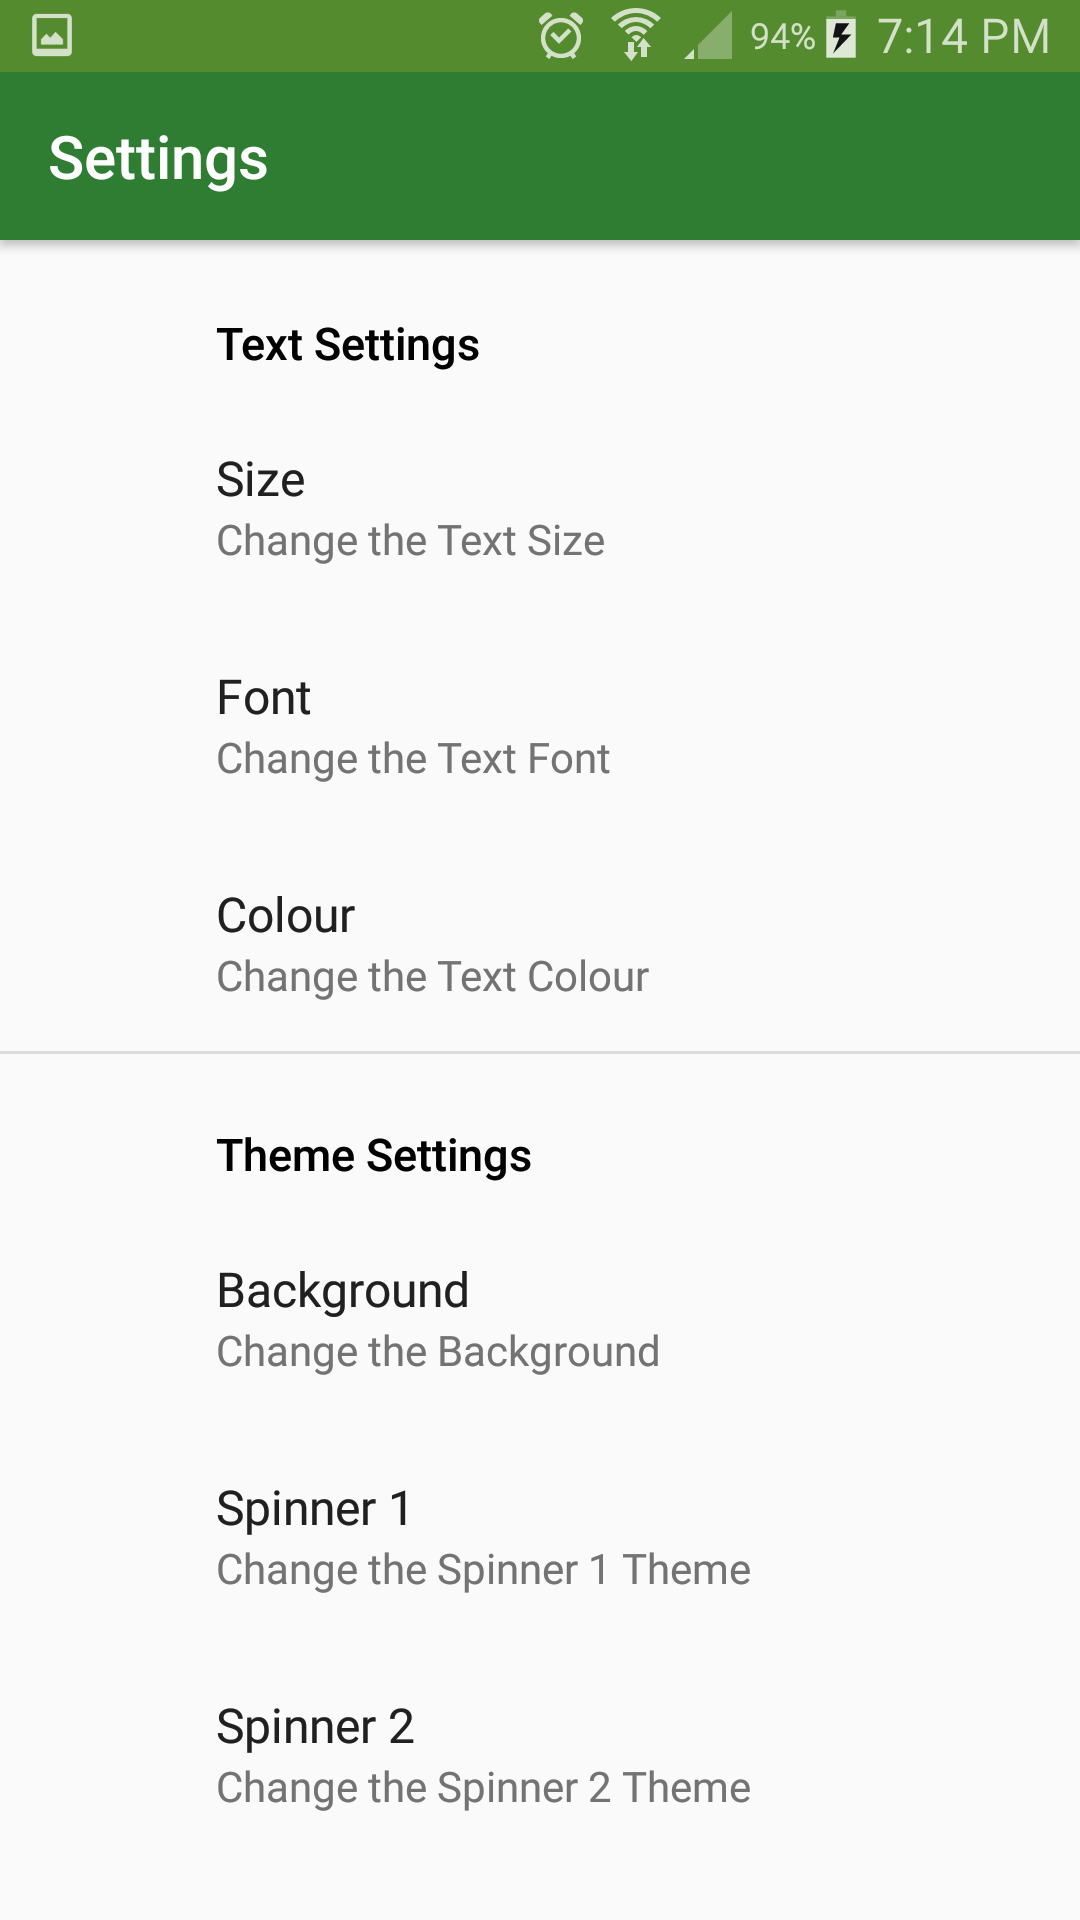 94% 7:14 PM
Settings
Text Settings
Size
Change the Text Size
Font
Change the Text Font
Colour
Change the Text Colour
Theme Settings
Background
Change the Background
Spinner 1
Change the Spinner 1 Theme
Spinner 2
Change the Spinner 2 Theme